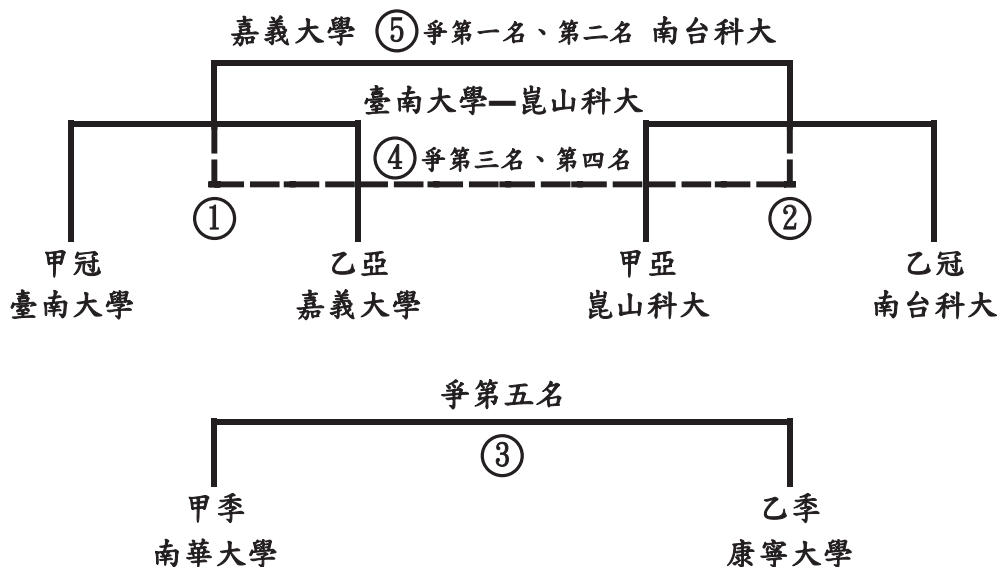 嘉義大學 ⑤爭第一名、第二名 南台科大
臺南大學—崑山科大
④爭第三名、第四名
① ②
甲冠 乙亞 甲亞 乙冠
臺南大學 嘉義大學 崑山科大 南台科大
爭第五名
③
甲季 乙季
南華大學 康寧大學